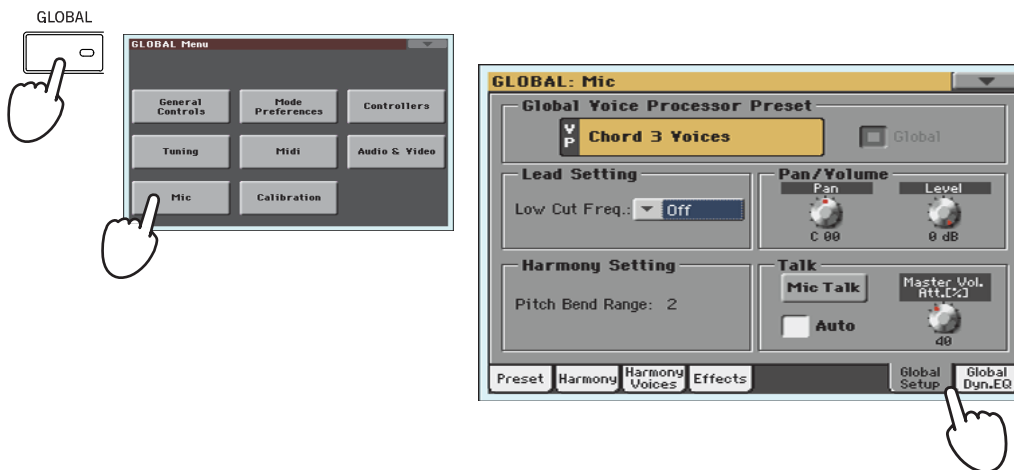 GLOBAL
GLOBAL Menu
General Controls
Mode Preferences
Controllers
Tuning
Midi
Audio & Video
Mic
Calibration
GLOBAL: Mic
Global Voice Processor Preset
VP
Chord 3 Voices
Global
Lead Setting
Low Cut Freq.: Off
Pan/Volume
Pan
Level
C 00
0 dB
Harmony Setting
Pitch Bend Range: 2
Talk
Mic Talk
Master Vol.
Att.[%]
Auto
40
Preset
Harmony
Harmony Voices
Effects
Global Setup
Global Dyn.EQ